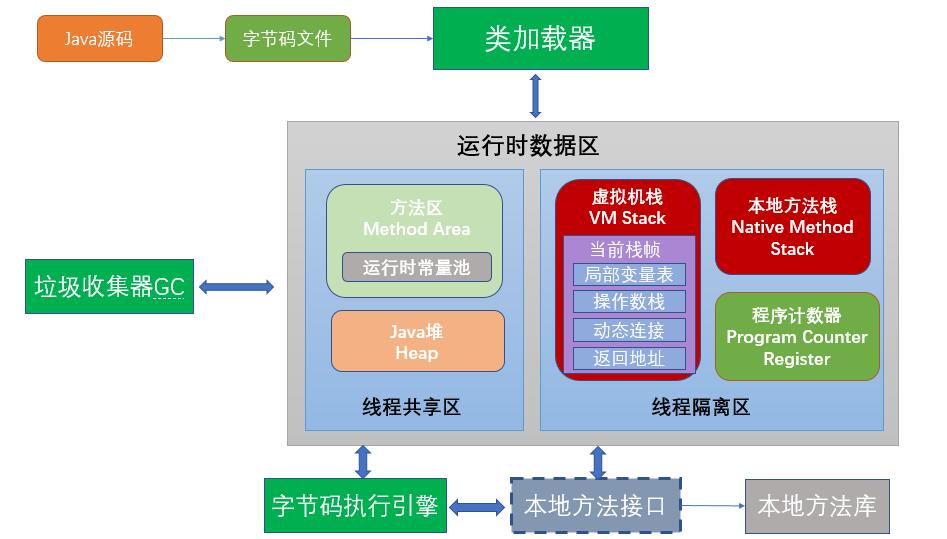 Java源码
字节码文件
类加载器
运行时数据区
方法区
Method Area
运行时常量池
Java堆
Heap
线程共享区
虚拟机栈
VM Stack
当前栈帧
局部变量表
操作数栈
动态连接
返回地址
本地方法栈
Native Method
Stack
程序计数器
Program Counter
Register
线程隔离区
垃圾收集器GC
字节码执行引擎
本地方法接口
本地方法库